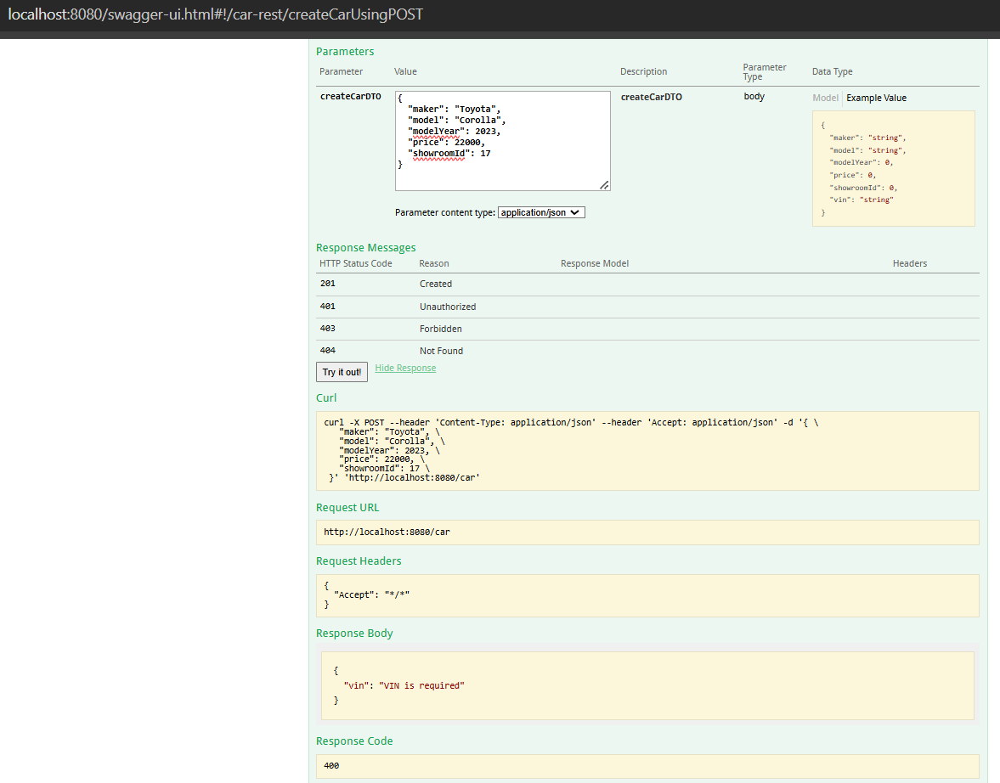 localhost:8080/swagger-ui.html#!/car-rest/createCarUsingPOST
Parameters
Parameter Value Description Parameter Type Data Type
createCarDTO
{
"maker": "Toyota",
"model": "Corolla",
"modelYear": 2023,
"price": 22000,
"showroomId": 17
}
Parameter content type: application/json
createCarDTO
body
Model Example Value
{
"maker": "string",
"model": "string",
"modelYear": 0,
"price": 0,
"showroomId": 0,
"vin": "string"
}
Response Messages
HTTP Status Code Reason Response Model Headers
201 Created
401 Unauthorized
403 Forbidden
404 Not Found
Try it out! Hide Response
Curl
curl -X POST --header 'Content-Type: application/json' --header 'Accept: application/json' -d '{ \
"maker": "Toyota", \
"model": "Corolla", \
"modelYear": 2023, \
"price": 22000, \
"showroomId": 17 \
}' 'http://localhost:8080/car'
Request URL
http://localhost:8080/car
Request Headers
{
"Accept": "*/*"
}
Response Body
{
"vin": "VIN is required"
}
Response Code
400